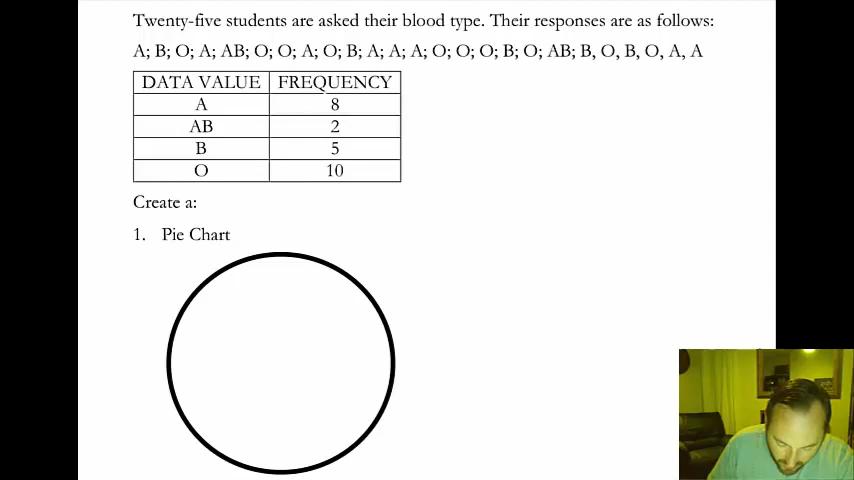 Twenty-five students are asked their blood type. Their responses are as follows:
A; B; O; A; AB; O; O; A; O; B; A; A; A; O; O; O; B; O; AB; B, O, B, O, A, A
DATA VALUE FREQUENCY
A 8
AB 2
B 5
O 10
Create a:
1. Pie Chart